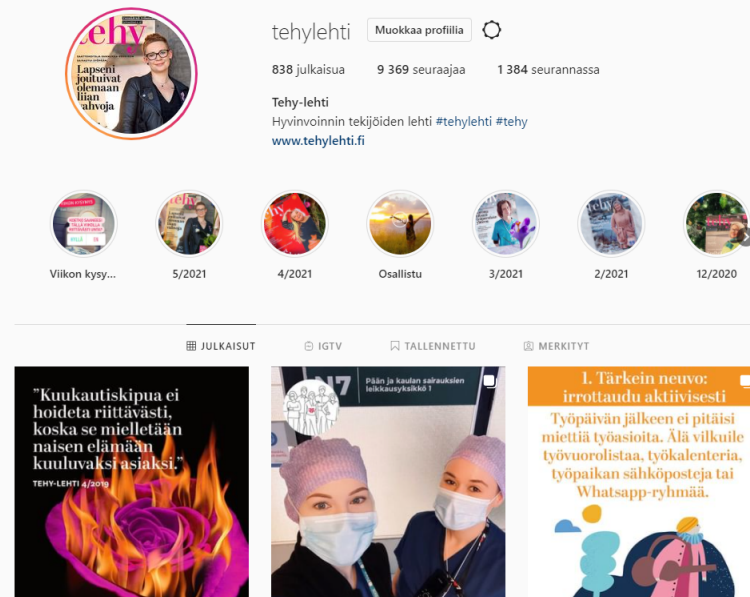 tehylehti
Muokkaa profiilia
838 julkaisua
9 369 seuraajaa
1 384 seurannassa
Tehy-lehti
Hyvinvoinnin tekijöiden lehti #tehylehti #tehy
www.tehylehti.fi
tehy
Lapseni
joutuivat
olemaan
liian
vahvoja
Viikon kysy...
5/2021
4/2021
Osallistu
3/2021
2/2021
12/2020
JULKAISUT
IGTV
TALLENNETTU
MERKITYT
"Kuukautiskipua ei
hoideta riittävästi,
koska se mielletään
naisen elämään
kuuluvaksi asiaksi."
TEHY-LEHTI 4/2019
N7
Pään ja kaulan sairauksien
leikkausyksikkö 1
1. Tärkein neuvo:
irrottaudu aktiivisesti
Työpäivän jälkeen ei pitäisi
miettiä työasioita. Älä vilkuile
työvuorolistaa, työkalenteria,
työpaikan sähköposteja tai
Whatsapp-ryhmää.